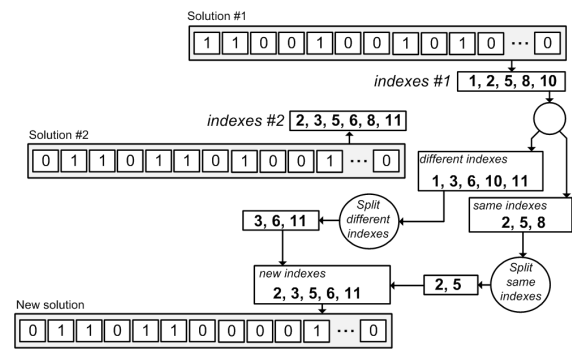 Solution #1
1 1 0 0 1 0 0 1 0 1 0 ... 0
indexes #1 1, 2, 5, 8, 10
indexes #2 2, 3, 5, 6, 8, 11
Solution #2
0 1 1 0 1 1 0 1 0 0 1 ... 0
different indexes
1, 3, 6, 10, 11
same indexes
2, 5, 8
Split
different
indexes
3, 6, 11
Split
same
indexes
2, 5
new indexes
2, 3, 5, 6, 11
New solution
0 1 1 0 1 1 0 0 0 0 1 ... 0